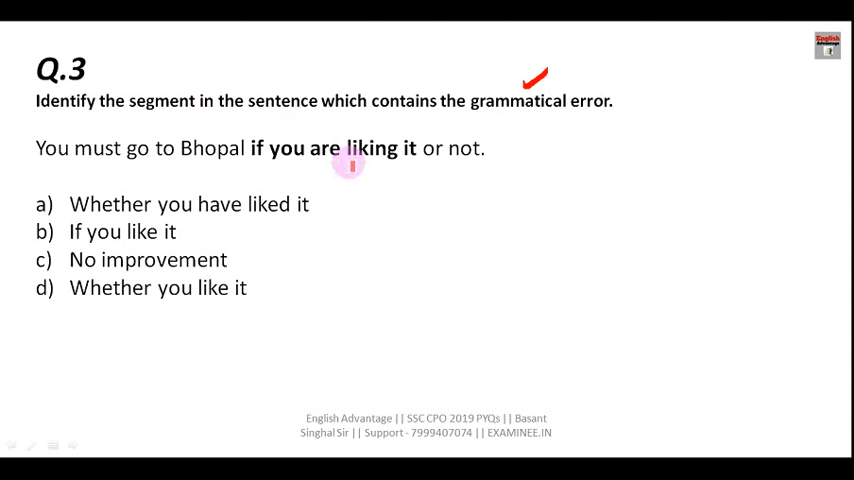 English
Advantage
Q.3
Identify the segment in the sentence which contains the grammatical error.
You must go to Bhopal if you are liking it or not.
a) Whether you have liked it
b) If you like it
c) No improvement
d) Whether you like it
English Advantage || SSC CPO 2019 PYQs || Basant
Singhal Sir || Support - 7999407074 || EXAMINEE.IN